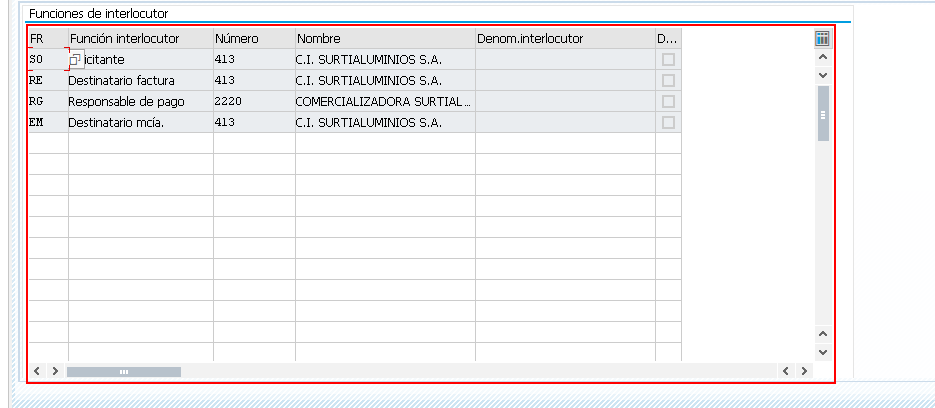 Funciones de interlocutor
FR Función interlocutor Número Nombre Denom.interlocutor D...
SO icitante 413 C.I. SURTIALUMINIOS S.A.
RE Destinatario factura 413 C.I. SURTIALUMINIOS S.A.
RG Responsable de pago 2220 COMERCIALIZADORA SURTIAL...
EM Destinatario mcía. 413 C.I. SURTIALUMINIOS S.A.